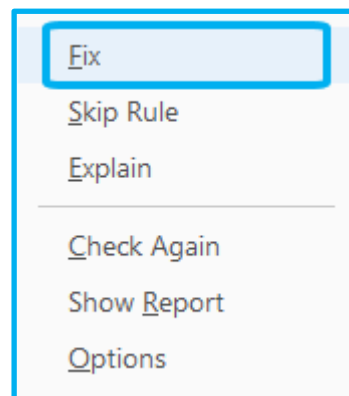 Fix
Skip Rule
Explain
Check Again
Show Report
Options